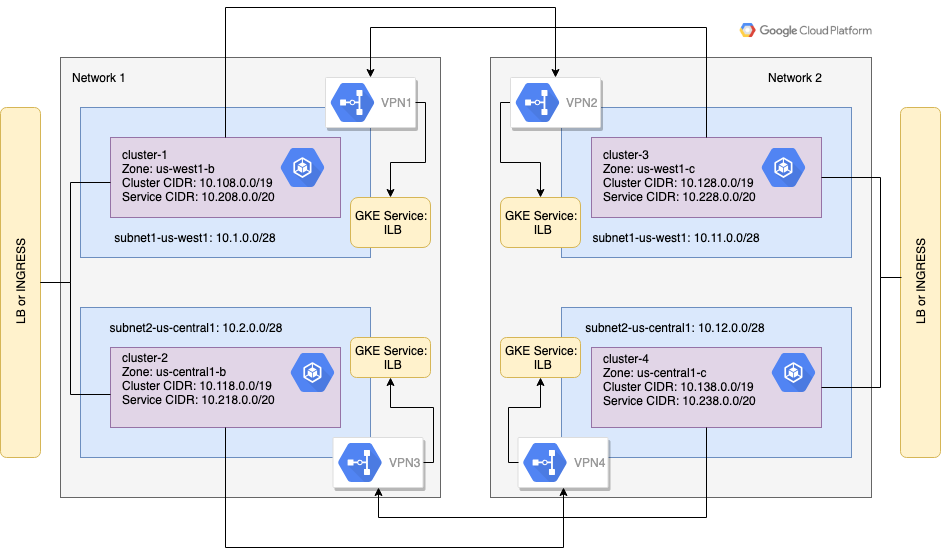 Google Cloud Platform
Network 1
VPN1
cluster-1
Zone: us-west1-b
Cluster CIDR: 10.108.0.0/19
Service CIDR: 10.208.0.0/20
GKE Service:
ILB
subnet1-us-west1: 10.1.0.0/28
LB or INGRESS
subnet2-us-central1: 10.2.0.0/28
GKE Service:
ILB
cluster-2
Zone: us-central1-b
Cluster CIDR: 10.118.0.0/19
Service CIDR: 10.218.0.0/20
VPN3
Network 2
VPN2
cluster-3
Zone: us-west1-c
Cluster CIDR: 10.128.0.0/19
Service CIDR: 10.228.0.0/20
GKE Service:
ILB
subnet1-us-west1: 10.11.0.0/28
LB or INGRESS
subnet2-us-central1: 10.12.0.0/28
GKE Service:
ILB
cluster-4
Zone: us-central1-c
Cluster CIDR: 10.138.0.0/19
Service CIDR: 10.238.0.0/20
VPN4